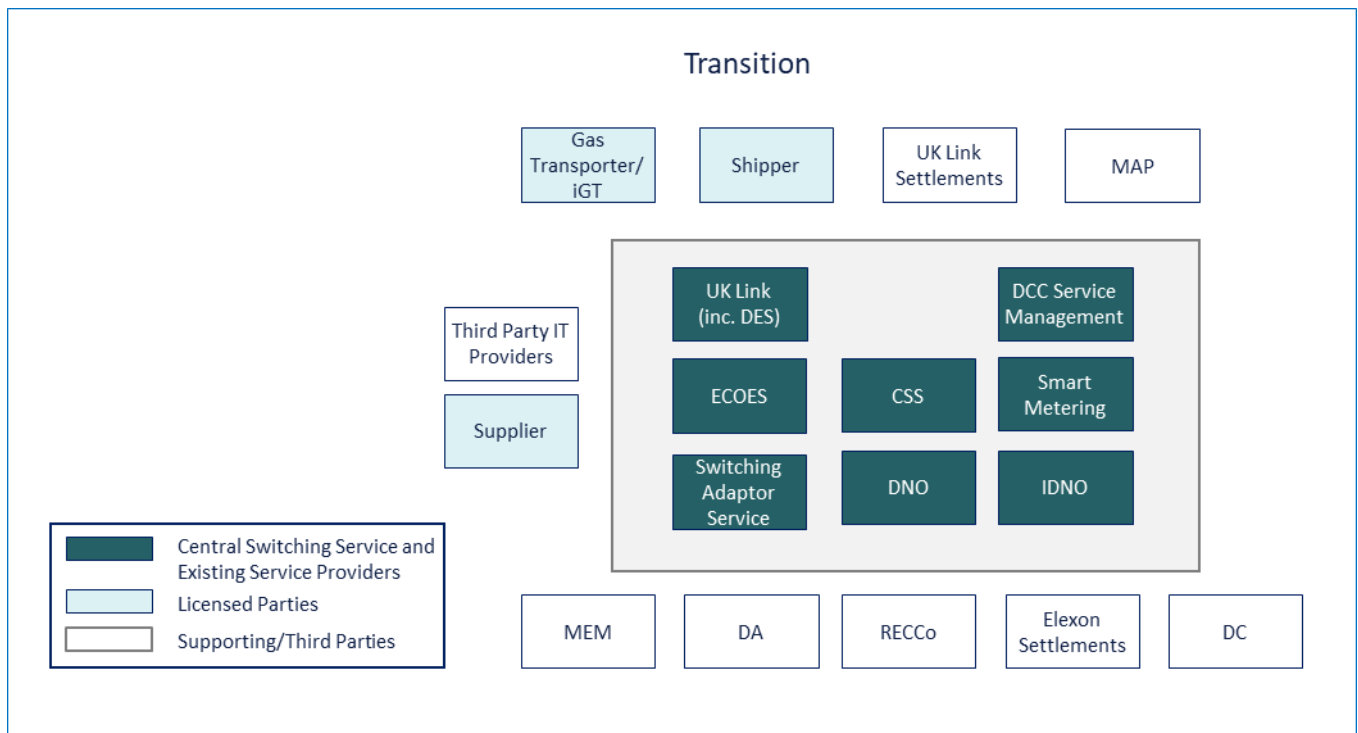 Transition
Gas
Transporter/
iGT
Shipper
UK Link
Settlements
MAP
UK Link
(inc. DES)
DCC Service
Management
Third Party IT
Providers
ECOES
CSS
Smart
Metering
Supplier
Switching
Adaptor
Service
DNO
IDNO
Central Switching Service and
Existing Service Providers
Licensed Parties
Supporting/Third Parties
MEM
DA
RECCo
Elexon
Settlements
DC